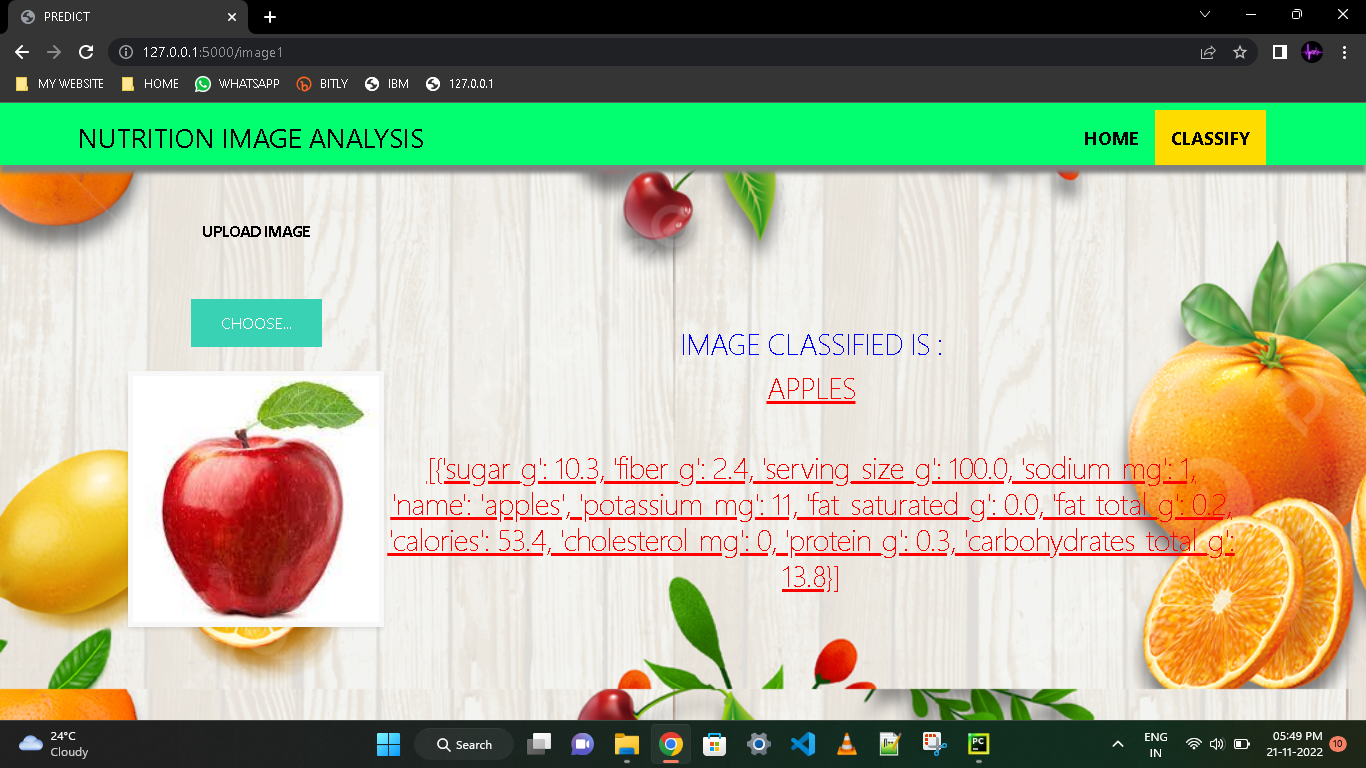 PREDICT
127.0.0.1:5000/image1
MY WEBSITE HOME WHATSAPP BITLY IBM 127.0.0.1
NUTRITION IMAGE ANALYSIS HOME CLASSIFY
UPLOAD IMAGE
CHOOSE...
IMAGE CLASSIFIED IS :
APPLES
[{'sugar_g': 10.3, 'fiber_g': 2.4, 'serving_size_g': 100.0, 'sodium_mg': 1,
'name': 'apples', 'potassium_mg': 11, 'fat_saturated_g': 0.0, 'fat_total_g': 0.2,
'calories': 53.4, 'cholesterol_mg': 0, 'protein_g': 0.3, 'carbohydrates_total_g':
13.8}]
24°C
Cloudy
Search
PC
ENG
IN
05:49 PM
21-11-2022
10